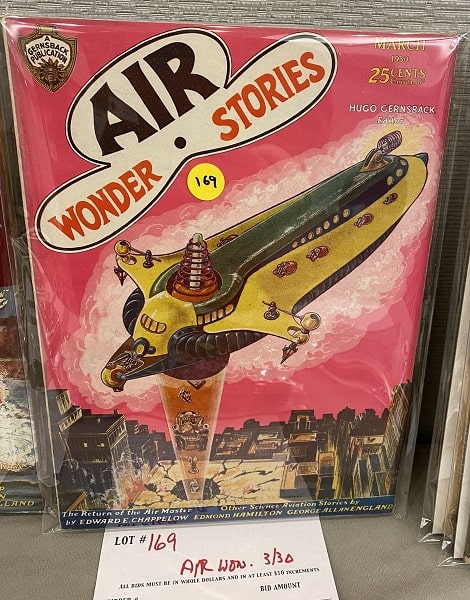 A
GERNSBACK
PUBLICATION
AIR
WONDER • STORIES
MARCH
1930
25 CENTS
HUGO GERNSBACK
Editor
169
The Return of the Air Master
by EDWARD E. CHAPPELOW
Other Science Aviation Stories by
EDMOND HAMILTON GEORGE ALLAN ENGLAND
ENGLAND
LOT #169
AIR WON. 3/30
ALL BIDS MUST BE IN WHOLE DOLLARS AND IN AT LEAST $10 INCREMENTS
BID AMOUNT